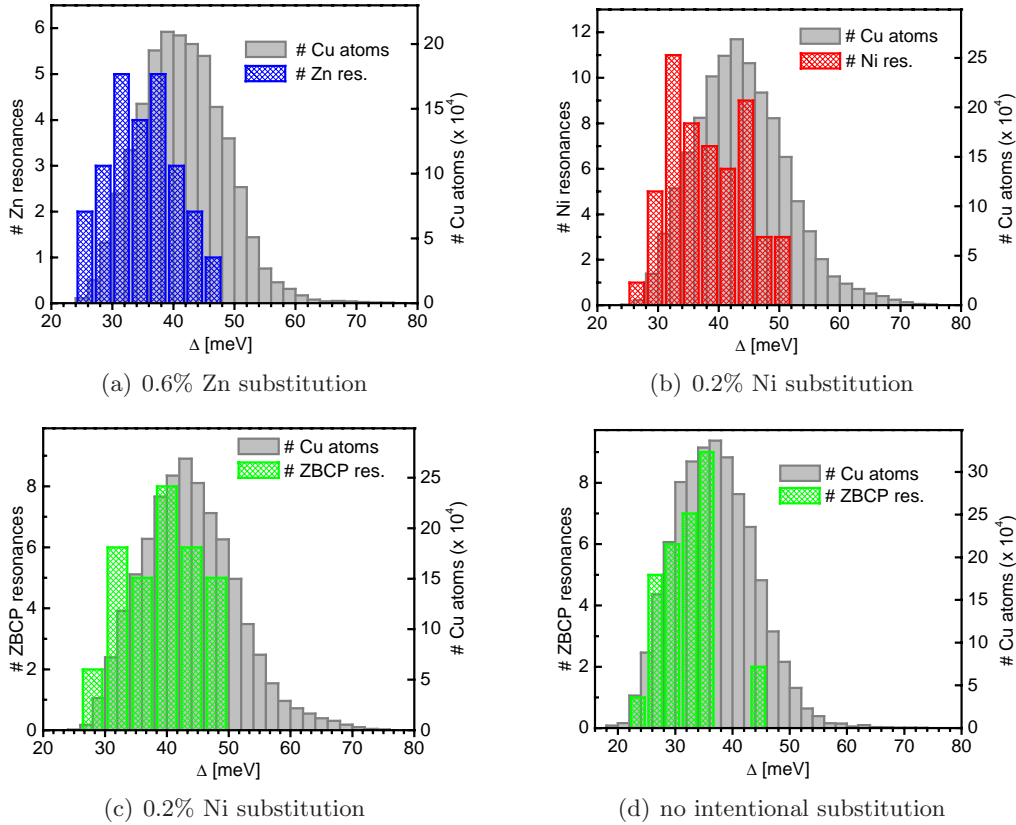 # Cu atoms
# Zn res.
# Zn resonances
# Cu atoms (x 10⁴)
0 1 2 3 4 5 6
0 5 10 15 20
20 30 40 50 60 70 80
Δ [meV]
(a) 0.6% Zn substitution
# Cu atoms
# Ni res.
# Ni resonances
# Cu atoms (x 10⁴)
0 2 4 6 8 10 12
0 5 10 15 20 25
20 30 40 50 60 70 80
Δ [meV]
(b) 0.2% Ni substitution
# Cu atoms
# ZBCP res.
# ZBCP resonances
# Cu atoms (x 10⁴)
0 2 4 6 8
0 5 10 15 20 25
20 30 40 50 60 70 80
Δ [meV]
(c) 0.2% Ni substitution
# Cu atoms
# ZBCP res.
# ZBCP resonances
# Cu atoms (x 10⁴)
0 2 4 6 8
0 5 10 15 20 25 30
20 30 40 50 60 70 80
Δ [meV]
(d) no intentional substitution